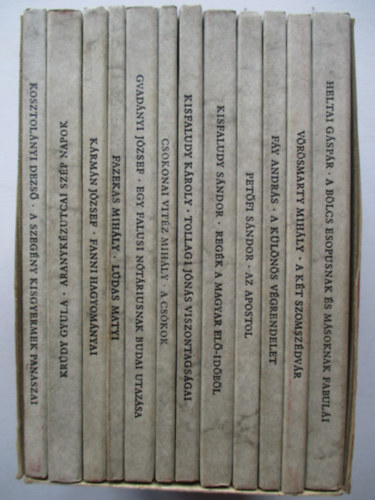 KOSZTOLÁNYI DEZSŐ · A SZEGÉNY KISGYERMEK PANASZAI
KRÚDY GYULA · ARANYKÉZUTCAI SZÉP NAPOK
KÁRMÁN JÓZSEF · FANNI HAGYOMÁNYAI
FAZEKAS MIHÁLY · LÚDAS MATYI
GVADÁNYI JÓZSEF · EGY FALUSI NÓTÁRIUSNAK BUDAI UTAZÁSA
CSOKONAI VITÉZ MIHÁLY · A CSÓKOK
KISFALUDY KÁROLY · TOLLAGI JÓNÁS VISZONTAGSÁGAI
KISFALUDY SÁNDOR · REGÉK A MAGYAR ELŐ-IDŐBŐL
PETŐFI SÁNDOR · AZ APOSTOL
FÁY ANDRÁS · A KÜLÖNÖS VÉGRENDELET
VÖRÖSMARTY MIHÁLY · A KÉT SZOMSZÉDVÁR
HELTAI GÁSPÁR · A BÖLCS ESOPUSNAK ÉS MÁSOKNAK FABULÁI